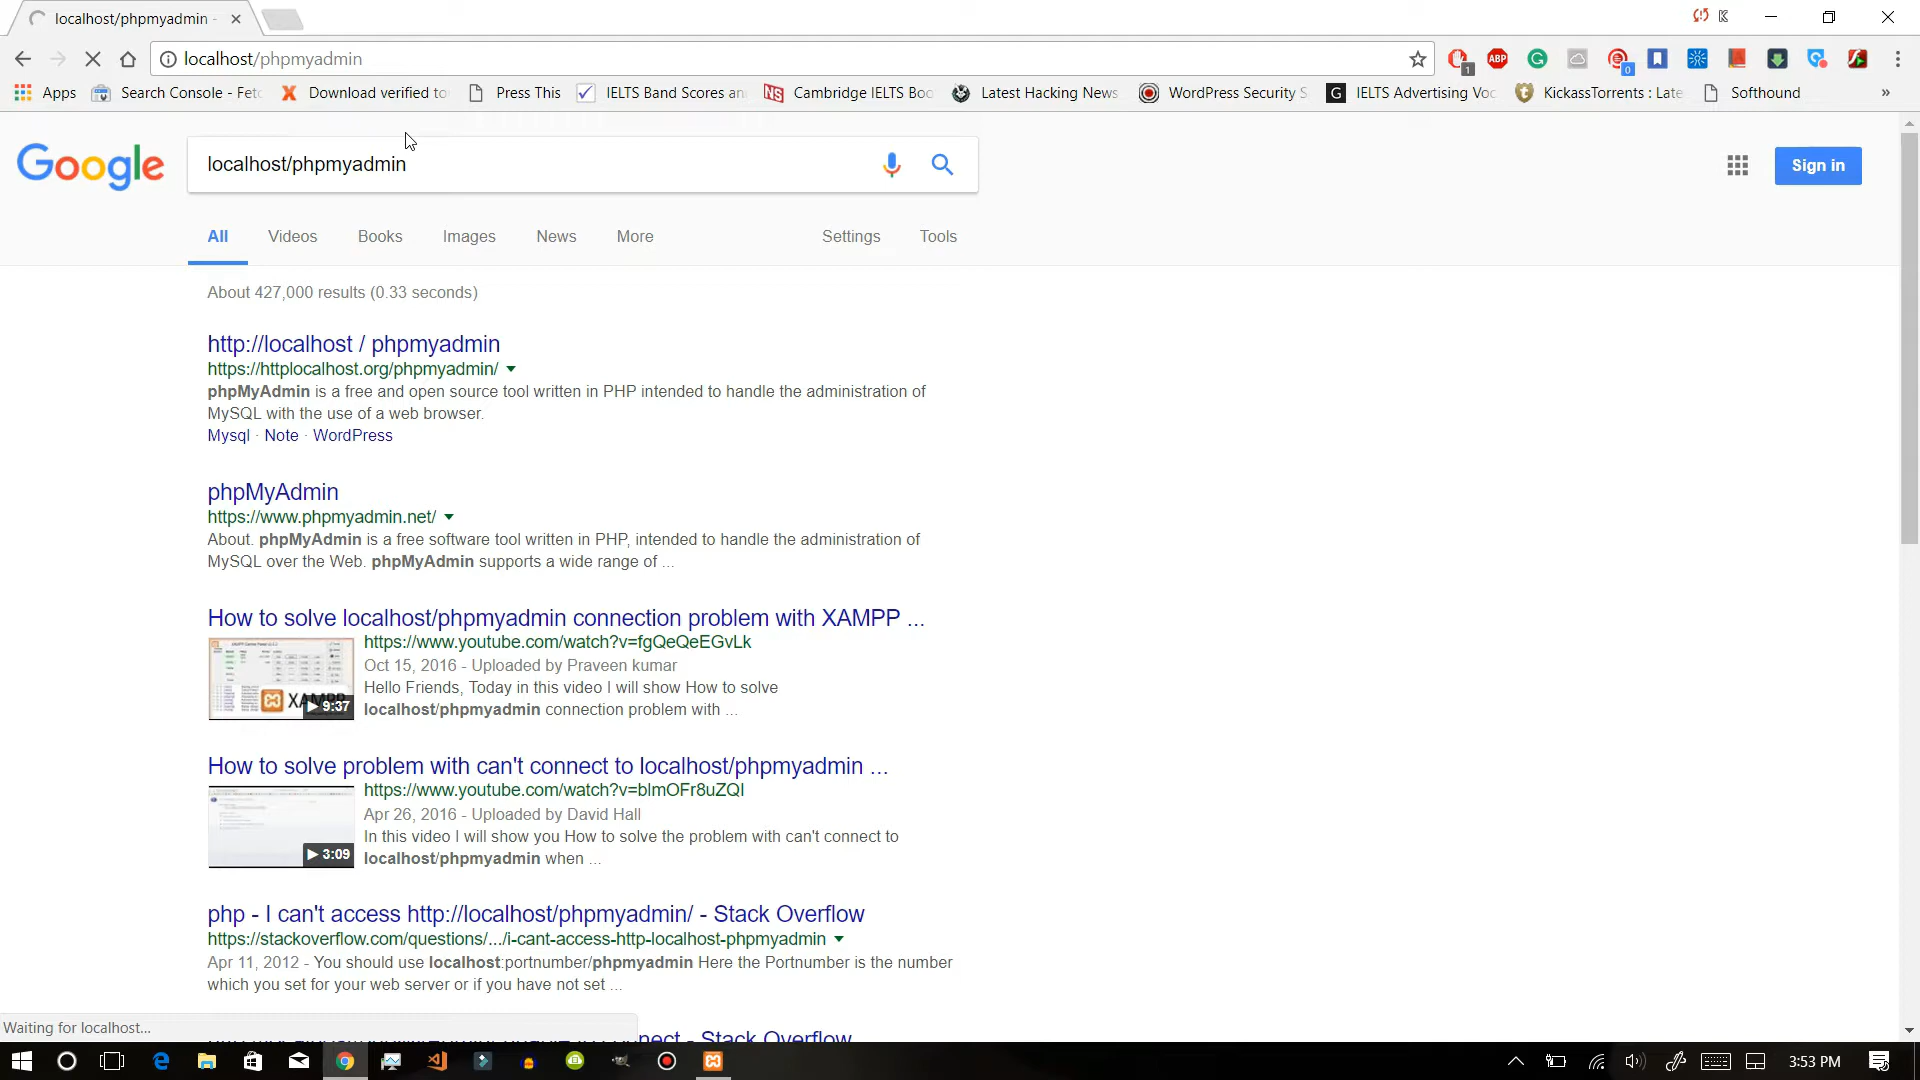 localhost/phpmyadmin -
localhost/phpmyadmin
1
ABP
0
Apps
Search Console - Fetc
Download verified to
Press This
IELTS Band Scores an
NS Cambridge IELTS Boo
Latest Hacking News
WordPress Security S
G IELTS Advertising Voc
KickassTorrents : Late
Softhound
»
Google
localhost/phpmyadmin
Sign in
All
Videos
Books
Images
News
More
Settings
Tools
About 427,000 results (0.33 seconds)
http://localhost / phpmyadmin
https://httplocalhost.org/phpmyadmin/
phpMyAdmin is a free and open source tool written in PHP intended to handle the administration of
MySQL with the use of a web browser.
Mysql · Note · WordPress
phpMyAdmin
https://www.phpmyadmin.net/
About. phpMyAdmin is a free software tool written in PHP, intended to handle the administration of
MySQL over the Web. phpMyAdmin supports a wide range of ...
How to solve localhost/phpmyadmin connection problem with XAMPP ...
https://www.youtube.com/watch?v=fgQeQeEGvLk
Oct 15, 2016 - Uploaded by Praveen kumar
Hello Friends, Today in this video I will show How to solve
localhost/phpmyadmin connection problem with ...
9:37
How to solve problem with can't connect to localhost/phpmyadmin ...
https://www.youtube.com/watch?v=blmOFr8uZQI
Apr 26, 2016 - Uploaded by David Hall
In this video I will show you How to solve the problem with can't connect to
localhost/phpmyadmin when ...
3:09
php - I can't access http://localhost/phpmyadmin/ - Stack Overflow
https://stackoverflow.com/questions/.../i-cant-access-http-localhost-phpmyadmin
Apr 11, 2012 - You should use localhost:portnumber/phpmyadmin Here the Portnumber is the number
which you set for your web server or if you have not set ...
nect - Stack Overflow
Waiting for localhost...
3:53 PM